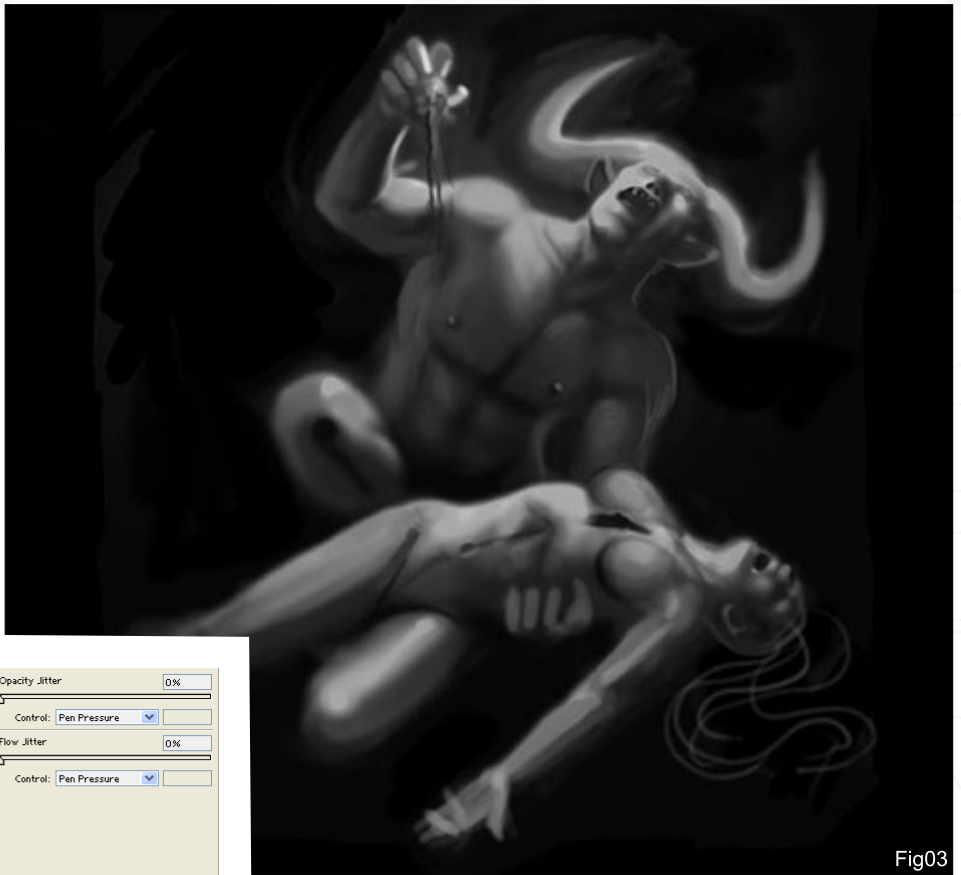 Opacity Jitter 0%
Control: Pen Pressure
Flow Jitter 0%
Control: Pen Pressure
Fig03